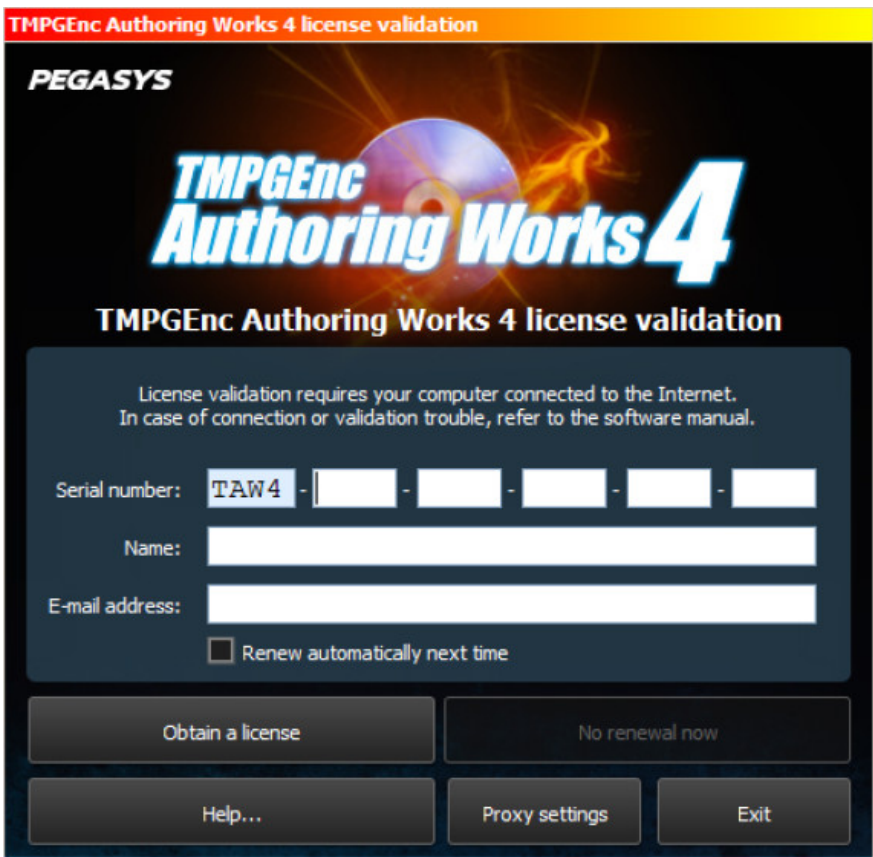 TMPGEnc Authoring Works 4 license validation
PEGASYS
TMPGEnc
Authoring Works 4
TMPGEnc Authoring Works 4 license validation
License validation requires your computer connected to the Internet.
In case of connection or validation trouble, refer to the software manual.
Serial number: TAW4 - - - - -
Name:
E-mail address:
Renew automatically next time
Obtain a license No renewal now
Help... Proxy settings Exit